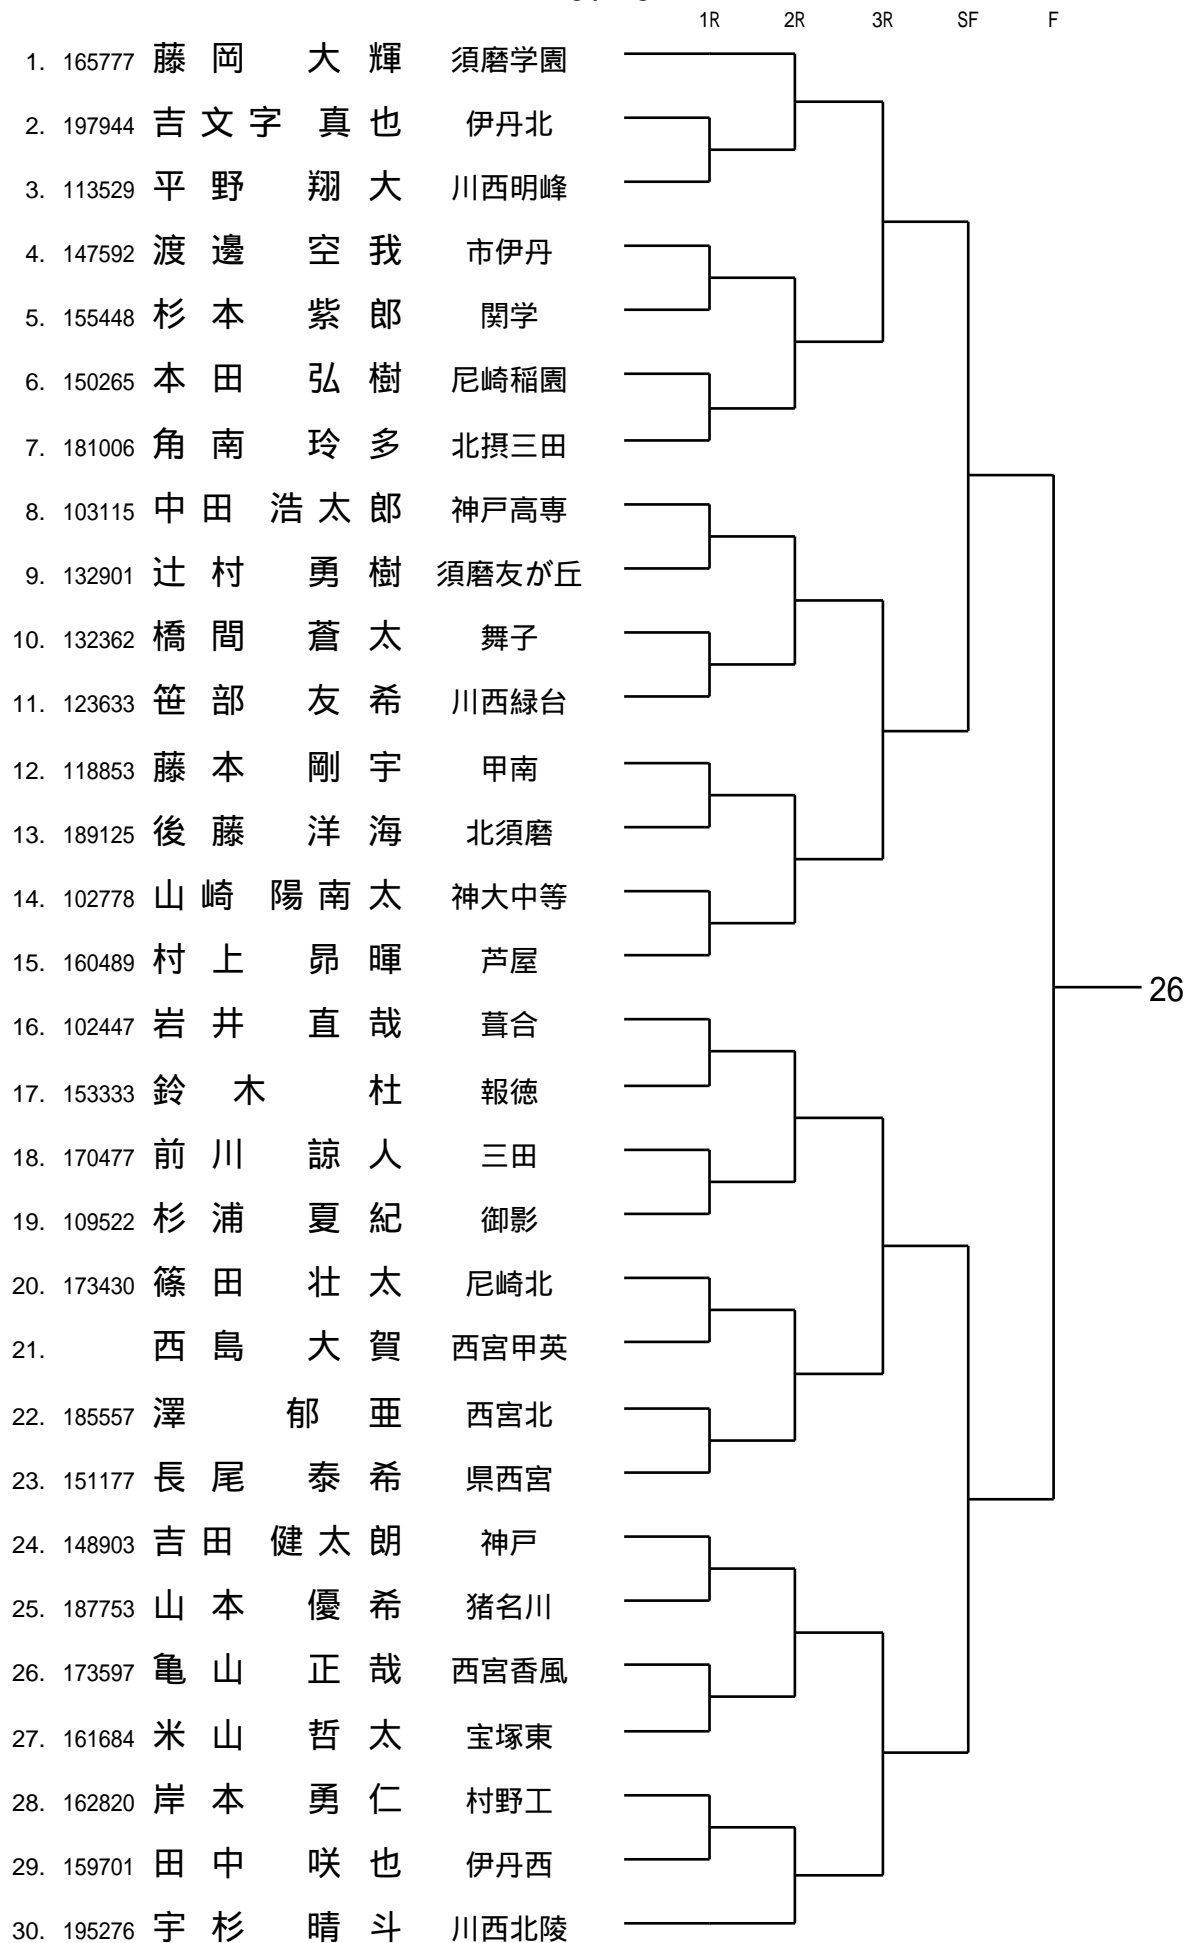 1R 2R 3R SF F
1. 165777 藤岡 大輝 須磨学園
2. 197944 吉文字 真也 伊丹北
3. 113529 平野 翔大 川西明峰
4. 147592 渡邊 空我 市伊丹
5. 155448 杉本 紫郎 関学
6. 150265 本田 弘樹 尼崎稲園
7. 181006 角南 玲多 北摂三田
8. 103115 中田 浩太郎 神戸高専
9. 132901 辻村 勇樹 須磨友が丘
10. 132362 橋間 蒼太 舞子
11. 123633 笹部 友希 川西緑台
12. 118853 藤本 剛宇 甲南
13. 189125 後藤 洋海 北須磨
14. 102778 山崎 陽南太 神大中等
15. 160489 村上 昴暉 芦屋
16. 102447 岩井 直哉 葺合
26
17. 153333 鈴木 杜 報徳
18. 170477 前川 諒人 三田
19. 109522 杉浦 夏紀 御影
20. 173430 篠田 壮太 尼崎北
21. 西島 大賀 西宮甲英
22. 185557 澤 郁亜 西宮北
23. 151177 長尾 泰希 県西宮
24. 148903 吉田 健太朗 神戸
25. 187753 山本 優希 猪名川
26. 173597 亀山 正哉 西宮香風
27. 161684 米山 哲太 宝塚東
28. 162820 岸本 勇仁 村野工
29. 159701 田中 咲也 伊丹西
30. 195276 宇杉 晴斗 川西北陵